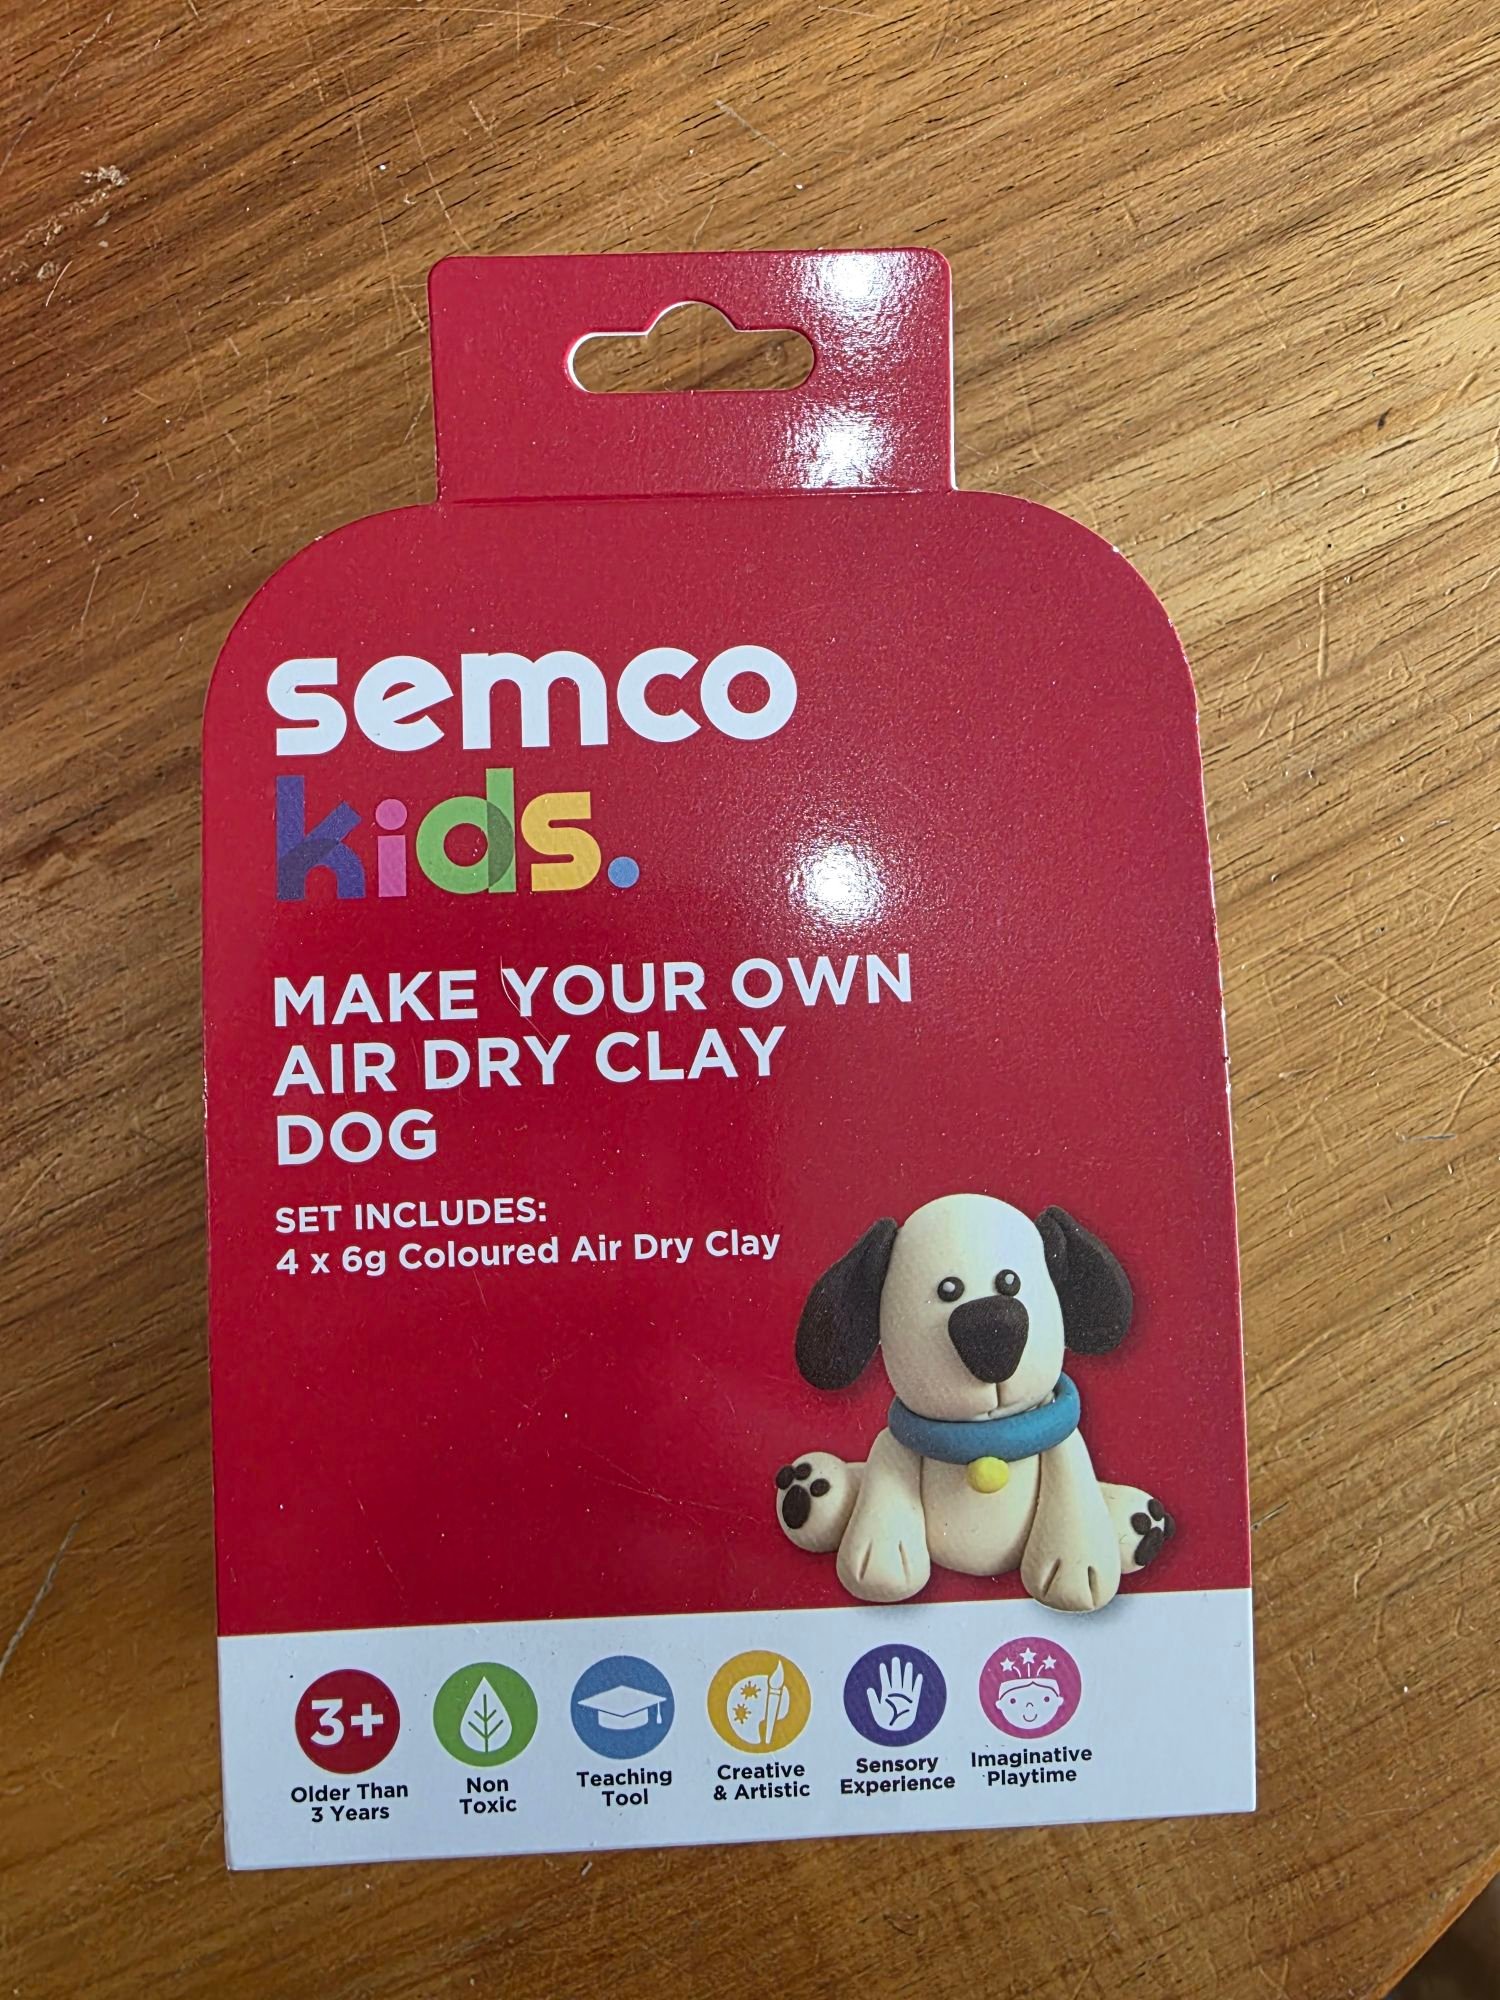 semco
kids.
MAKE YOUR OWN
AIR DRY CLAY
DOG
SET INCLUDES:
4 x 6g Coloured Air Dry Clay
3+
Older Than
3 Years
Non
Toxic
Teaching
Tool
Creative
& Artistic
Sensory
Experience
Imaginative
Playtime